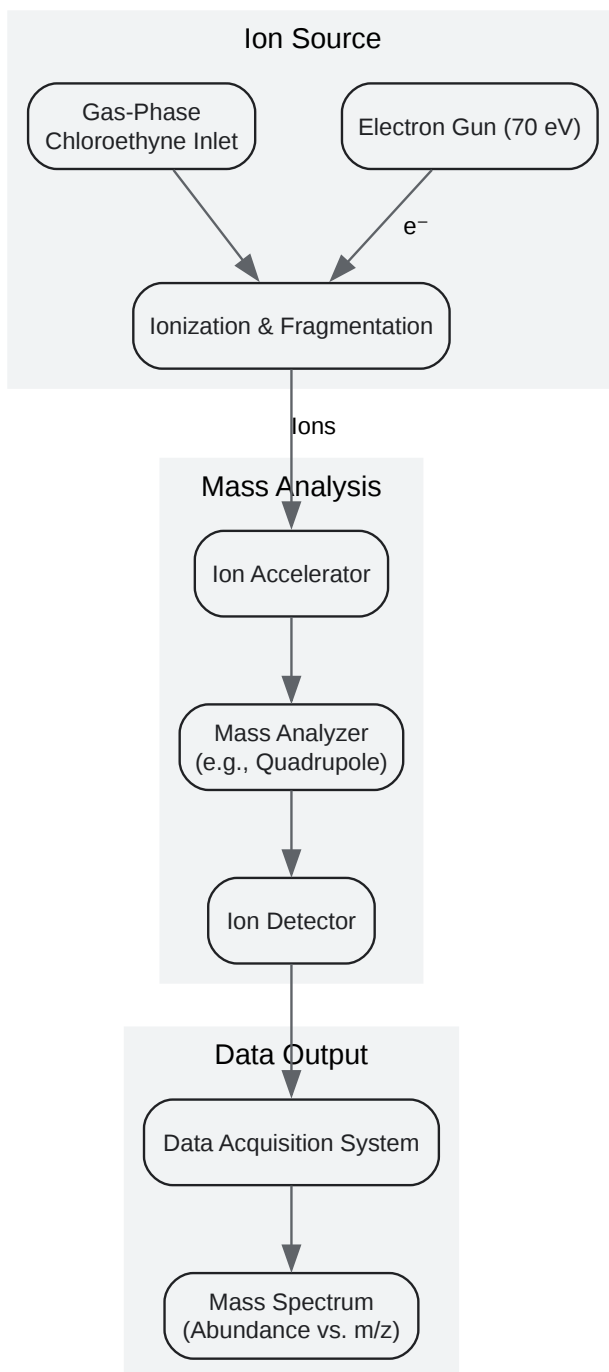 Ion Source
Gas-Phase
Chloroethyne Inlet
Electron Gun (70 eV)
e⁻
Ionization & Fragmentation
Ions
Mass Analysis
Ion Accelerator
Mass Analyzer
(e.g., Quadrupole)
Ion Detector
Data Output
Data Acquisition System
Mass Spectrum
(Abundance vs. m/z)